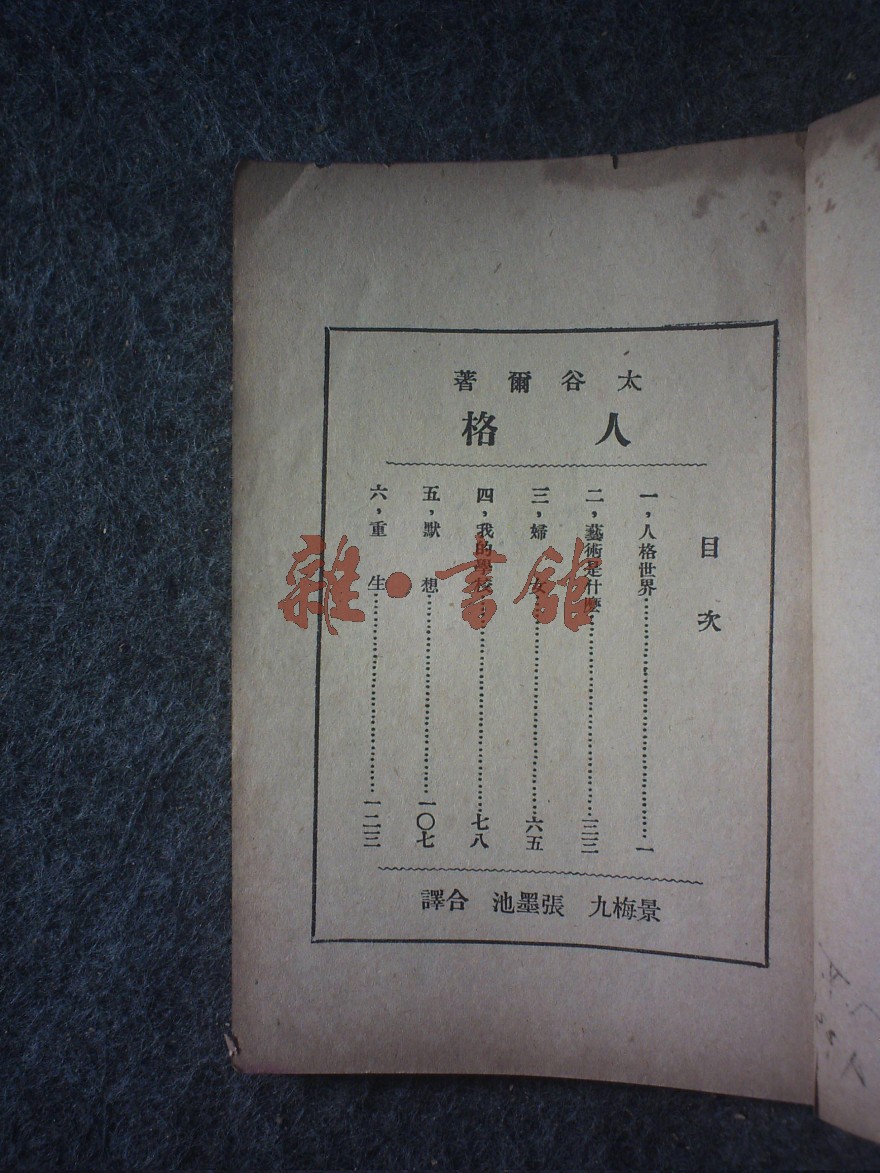 太谷爾著
人格
目次
一，人格世界……………………一
二，藝術是什麼……………………三三
三，婦女……………………六五
四，我的學校……………………七八
五，默想……………………一〇七
六，重生……………………一二三
景梅九 張墨池 合譯
雜·書館